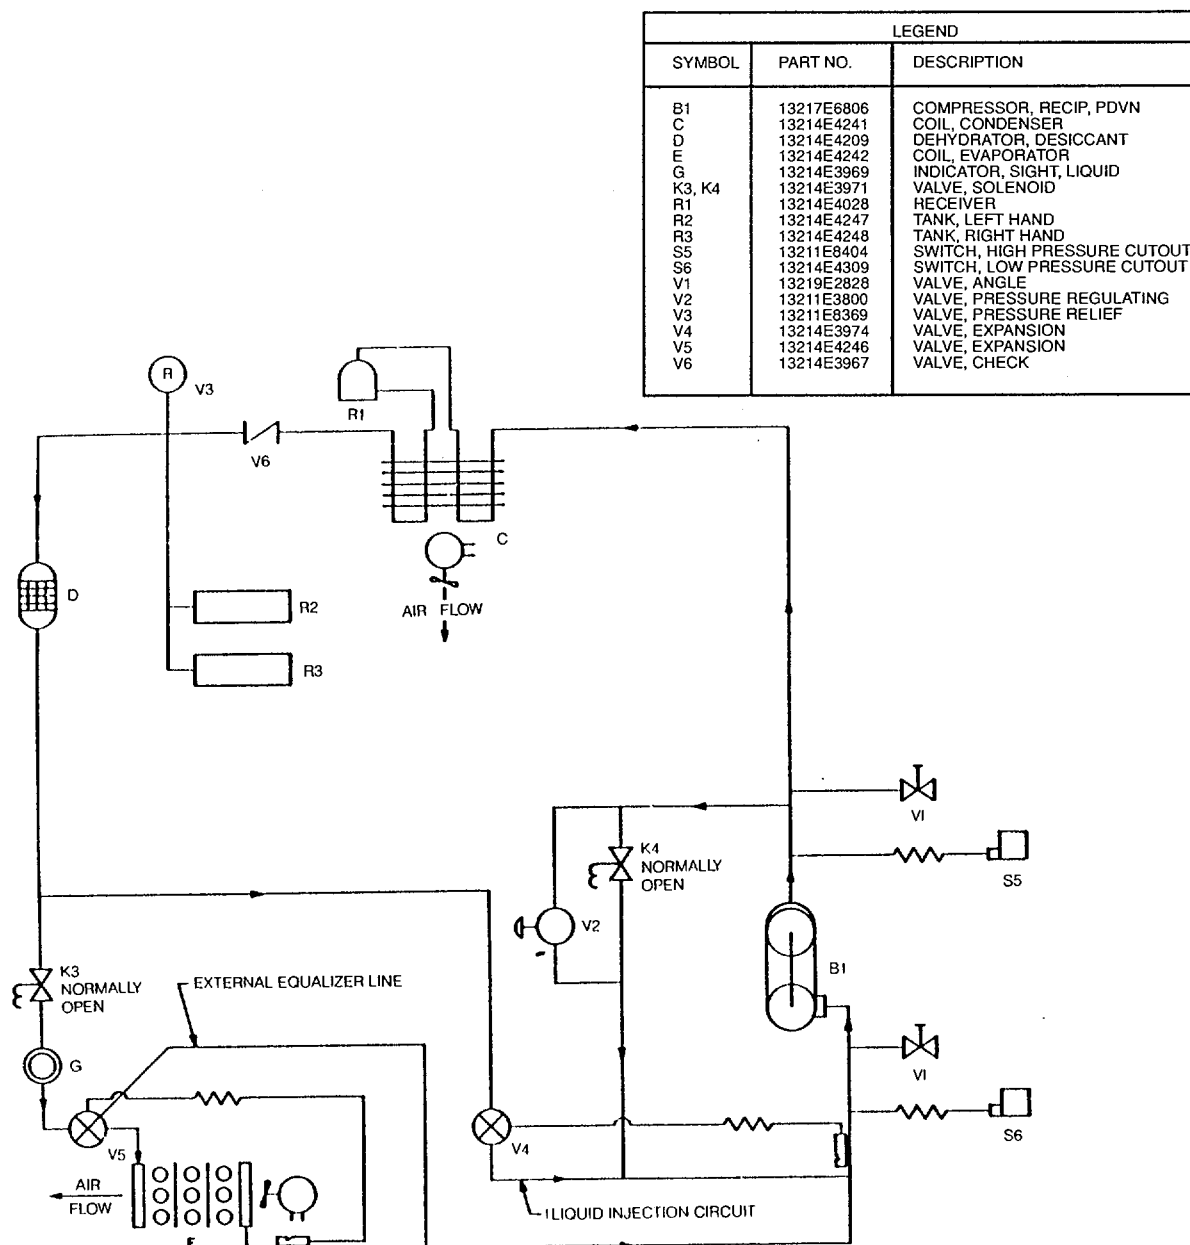 LEGEND
SYMBOL PART NO. DESCRIPTION
B1 13217E6806 COMPRESSOR, RECIP, PDVN
C 13214E4241 COIL, CONDENSER
D 13214E4209 DEHYDRATOR, DESICCANT
E 13214E4242 COIL, EVAPORATOR
G 13214E3969 INDICATOR, SIGHT, LIQUID
K3, K4 13214E3971 VALVE, SOLENOID
R1 13214E4028 RECEIVER
R2 13214E4247 TANK, LEFT HAND
R3 13214E4248 TANK, RIGHT HAND
S5 13211E8404 SWITCH, HIGH PRESSURE CUTOUT
S6 13214E4309 SWITCH, LOW PRESSURE CUTOUT
V1 13219E2828 VALVE, ANGLE
V2 13211E3800 VALVE, PRESSURE REGULATING
V3 13211E8369 VALVE, PRESSURE RELIEF
V4 13214E3974 VALVE, EXPANSION
V5 13214E4246 VALVE, EXPANSION
V6 13214E3967 VALVE, CHECK
R
V3
R1
V6
C
D
R2
AIR FLOW
R3
V1
K4
NORMALLY
OPEN
S5
V2
B1
K3
NORMALLY
OPEN
EXTERNAL EQUALIZER LINE
G
V1
V5
V4
S6
AIR
FLOW
LIQUID INJECTION CIRCUIT
E